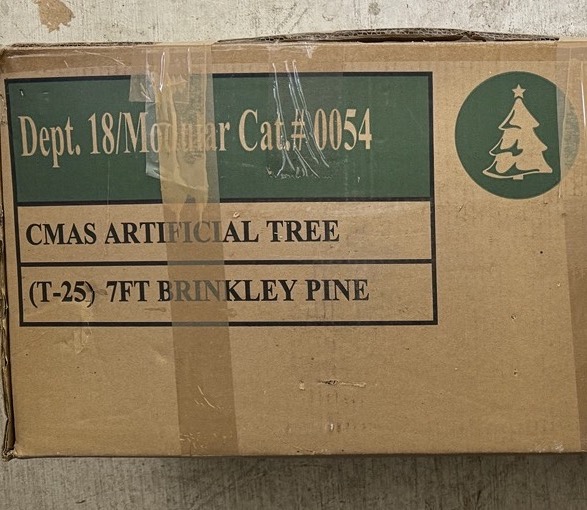 Dept. 18/Modular Cat.# 0054
CMAS ARTIFICIAL TREE
(T-25) 7FT BRINKLEY PINE